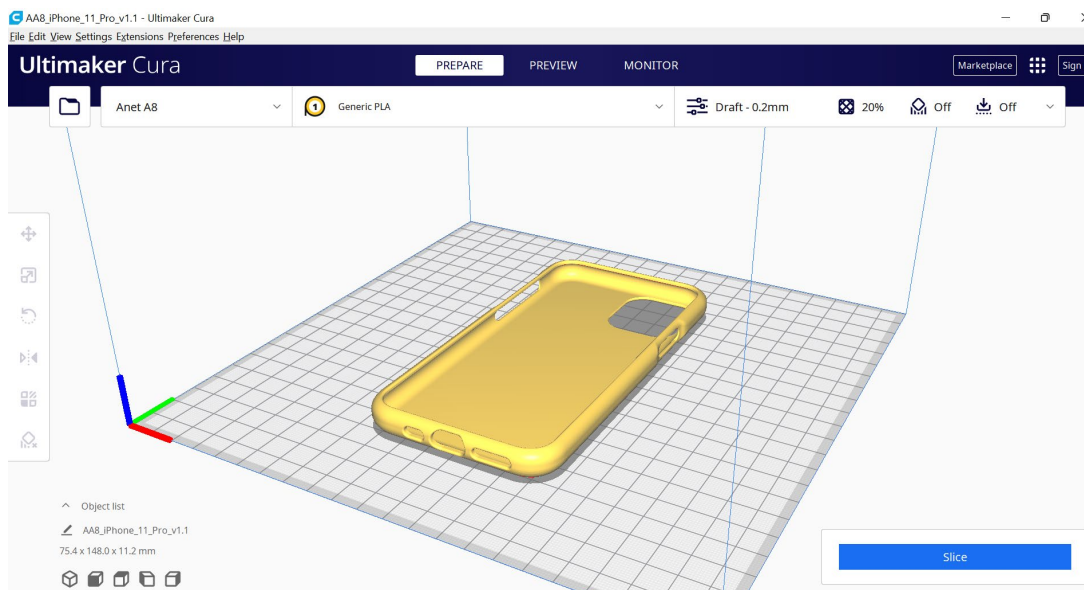 AA8_iPhone_11_Pro_v1.1 - Ultimaker Cura
File Edit View Settings Extensions Preferences Help
Ultimaker Cura PREPARE PREVIEW MONITOR Marketplace Sign
Anet A8 1 Generic PLA Draft - 0.2mm 20% Off Off
Object list
AA8_iPhone_11_Pro_v1.1
75.4 x 148.0 x 11.2 mm
Slice